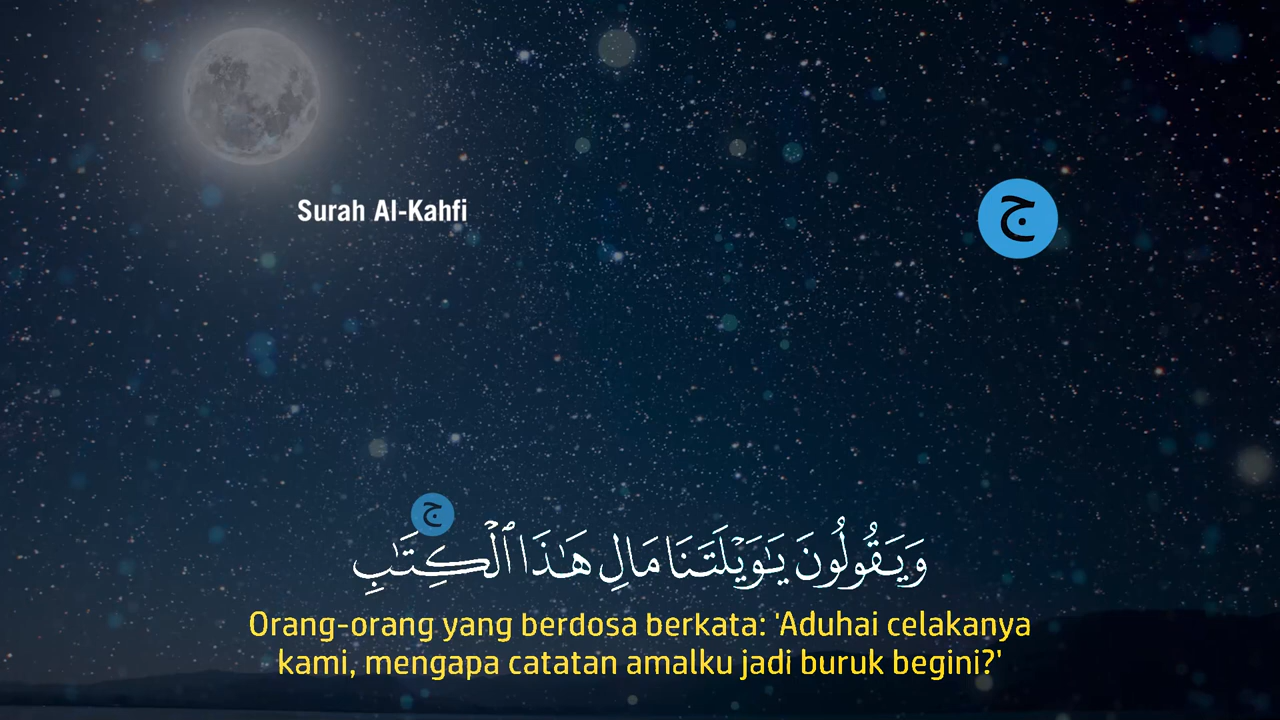 Surah Al-Kahfi
ج
ج
وَيَقُولُونَ يَـٰوَيْلَتَنَا مَالِ هَـٰذَا ٱلْكِتَـٰبِ
Orang-orang yang berdosa berkata: 'Aduhai celakanya
kami, mengapa catatan amalku jadi buruk begini?'